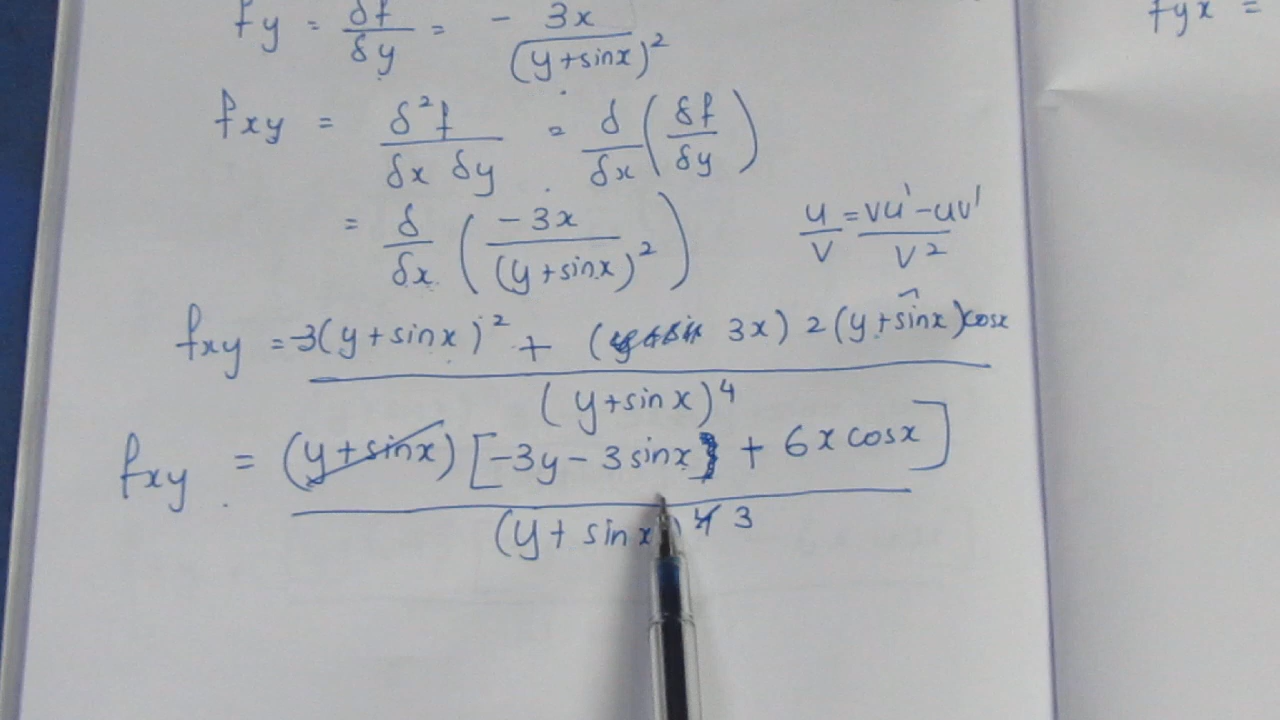 fy = δf/δy = - 3x/(y+sinx)²
fyx =
fxy = δ²f/δx δy = δ/δx (δf/δy)
= δ/δx (-3x/(y+sinx)²)
u/v = vu'-uv'/v²
fxy = -3(y+sinx)² + (3x) 2(y+sinx)cosx/(y+sinx)⁴
fxy = (y+sinx) [-3y-3sinx + 6x cosx]/(y+sinx)⁴ 3